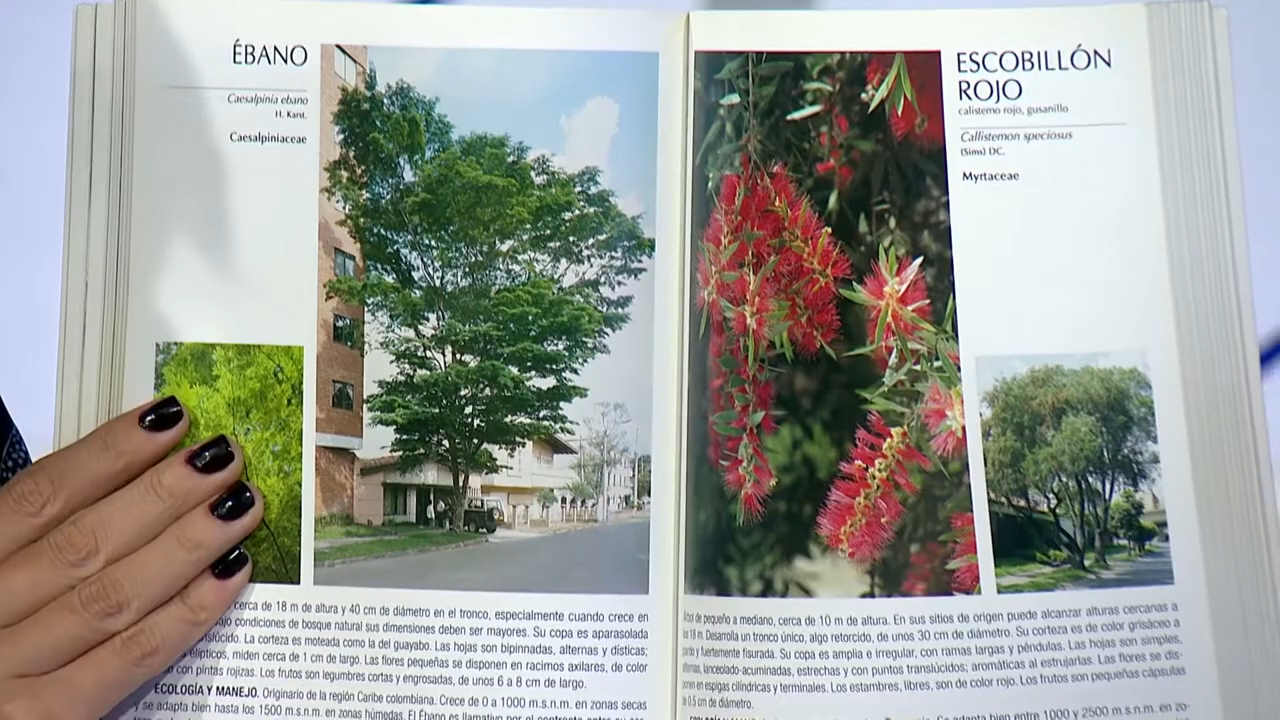 ÉBANO
Caesalpinia ebano
H. Karst.
Caesalpiniaceae
cerca de 18 m de altura y 40 cm de diámetro en el tronco, especialmente cuando crece en
bajo condiciones de bosque natural sus dimensiones deben ser mayores. Su copa es aparasolada
La corteza es moteada como la del guayabo. Las hojas son bipinnadas, alternas y dísticas;
elípticos, miden cerca de 1 cm de largo. Las flores pequeñas se disponen en racimos axilares, de color
con pintas rojizas. Los frutos son legumbres cortas y engrosadas, de unos 6 a 8 cm de largo.
ECOLOGÍA Y MANEJO. Originario de la región Caribe colombiana. Crece de 0 a 1000 m.s.n.m. en zonas secas
y se adapta bien hasta los 1500 m.s.n.m. en zonas húmedas. El Ébano es llamativo por el contraste entre su
ESCOBILLÓN
ROJO
calistemo rojo, gusanillo
Callistemon speciosus
(Sims) DC.
Myrtaceae
de pequeño a mediano, cerca de 10 m de altura. En sus sitios de origen puede alcanzar alturas cercanas a
los 18 m. Desarrolla un tronco único, algo retorcido, de unos 30 cm de diámetro. Su corteza es de color grisáceo a
pardo y fuertemente fisurada. Su copa es amplia e irregular, con ramas largas y péndulas. Las hojas son simples,
alternas, lanceolado-acuminadas, estrechas y con puntos translúcidos; aromáticas al estrujarlas. Las flores se dis-
ponen en espigas cilíndricas y terminales. Los estambres, libres, son de color rojo. Los frutos son pequeñas cápsulas
de 0.5 cm de diámetro.
Se adapta bien entre 1000 y 2500 m.s.n.m. en zo-